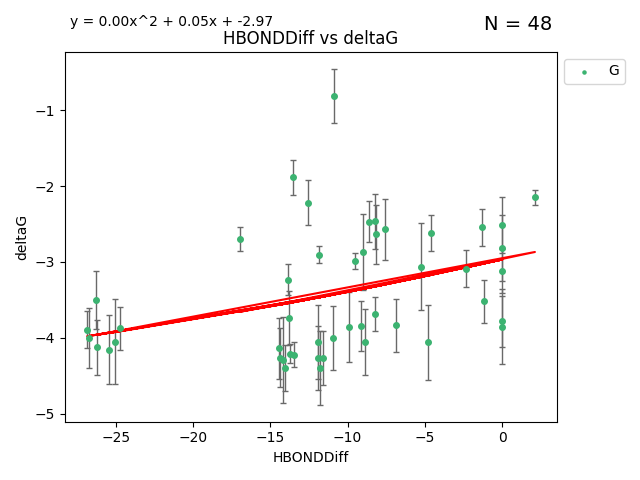 y = 0.00x^2 + 0.05x + -2.97
N = 48
HBONDDiff vs deltaG
G
deltaG
−1
−2
−3
−4
−5
−25
−20
−15
−10
−5
0
HBONDDiff